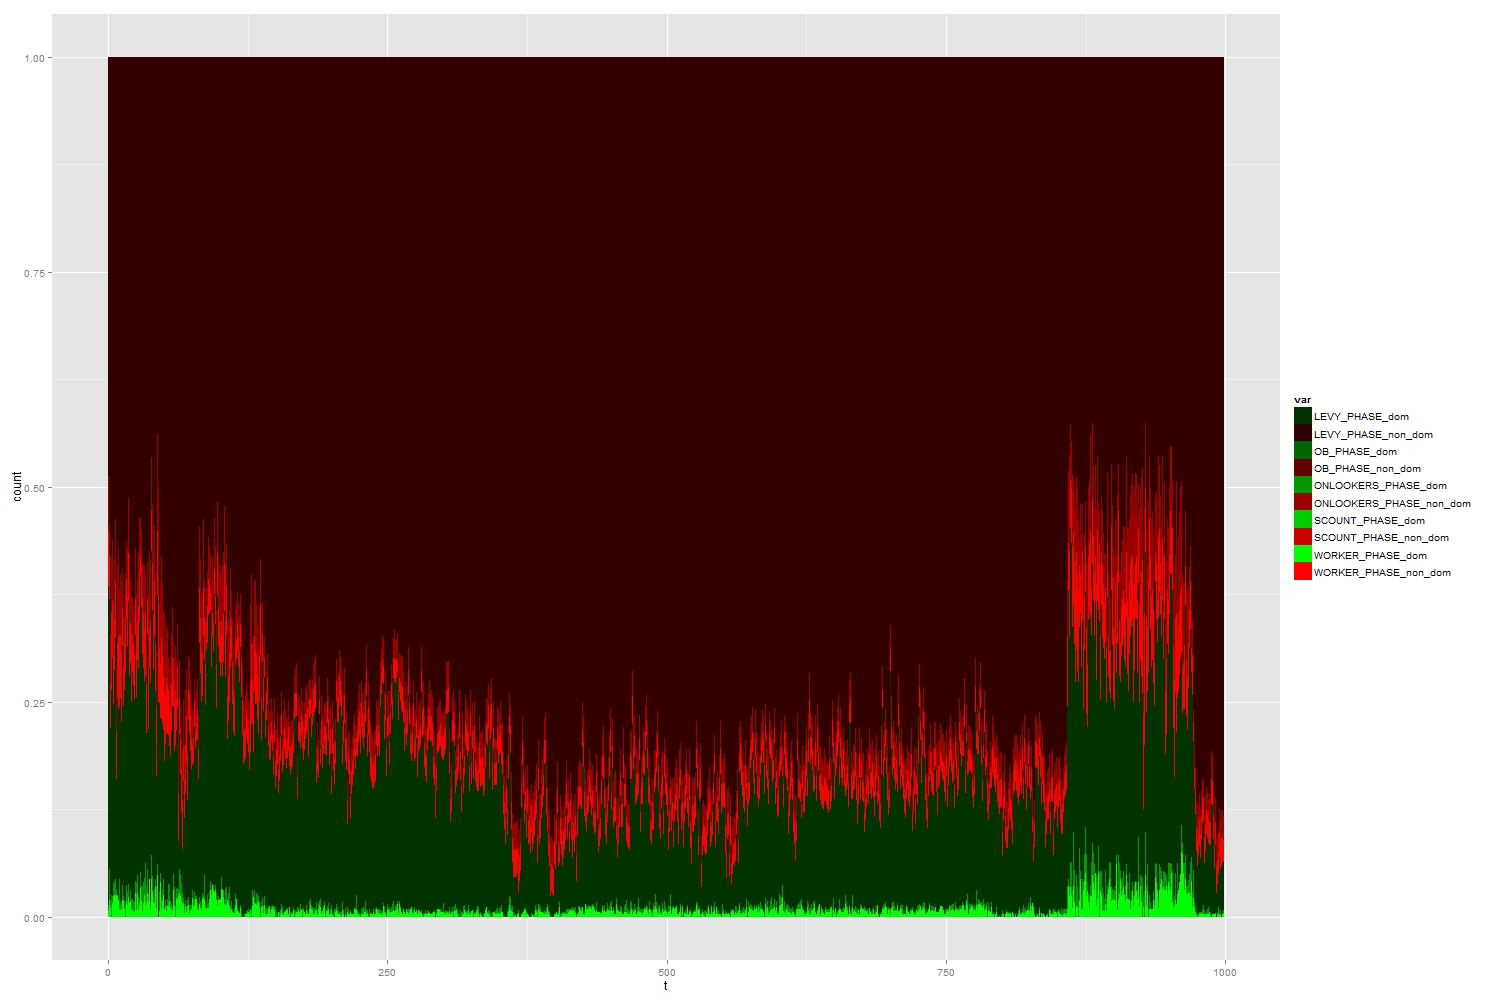 1.00
0.75
0.50
0.25
0.00
count
0
250
500
750
1000
t
var
LEVY_PHASE_dom
LEVY_PHASE_non_dom
OB_PHASE_dom
OB_PHASE_non_dom
ONLOOKERS_PHASE_dom
ONLOOKERS_PHASE_non_dom
SCOUNT_PHASE_dom
SCOUNT_PHASE_non_dom
WORKER_PHASE_dom
WORKER_PHASE_non_dom